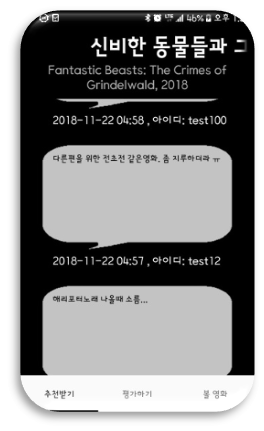 46% 오후 1:
신비한 동물들과 그
Fantastic Beasts: The Crimes of
Grindelwald, 2018
2018-11-22 04:58 , 아이디: test100
다른편을 위한 전초전 같은영화. 좀 지루하더라 ㅠ
2018-11-22 04:57 , 아이디: test12
해리포터노래 나올때 소름...
추천받기 평가하기 볼 영화